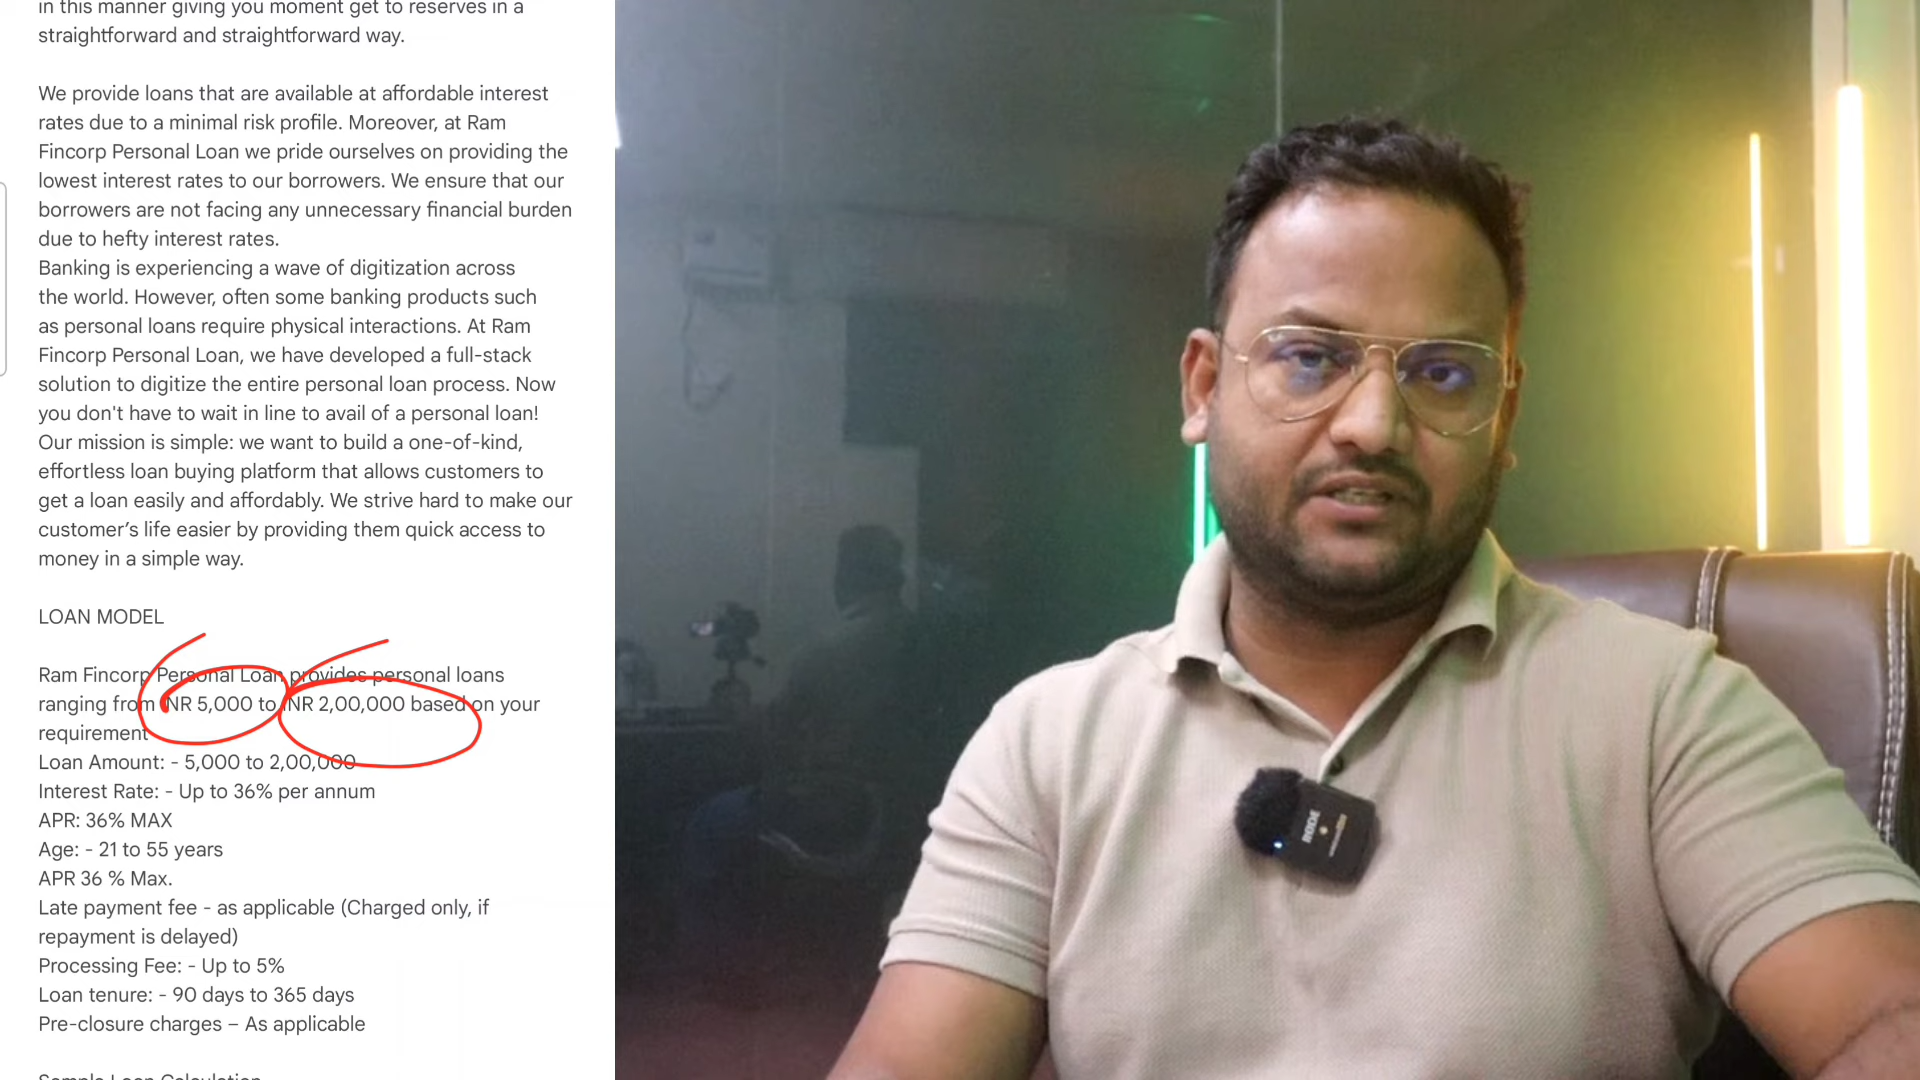 in this manner giving you moment get to reserves in a
straightforward and straightforward way.
We provide loans that are available at affordable interest
rates due to a minimal risk profile. Moreover, at Ram
Fincorp Personal Loan we pride ourselves on providing the
lowest interest rates to our borrowers. We ensure that our
borrowers are not facing any unnecessary financial burden
due to hefty interest rates.
Banking is experiencing a wave of digitization across
the world. However, often some banking products such
as personal loans require physical interactions. At Ram
Fincorp Personal Loan, we have developed a full-stack
solution to digitize the entire personal loan process. Now
you don't have to wait in line to avail of a personal loan!
Our mission is simple: we want to build a one-of-kind,
effortless loan buying platform that allows customers to
get a loan easily and affordably. We strive hard to make our
customer’s life easier by providing them quick access to
money in a simple way.
LOAN MODEL
Ram Fincorp Personal Loan provides personal loans
ranging from INR 5,000 to INR 2,00,000 based on your
requirement
Loan Amount: - 5,000 to 2,00,000
Interest Rate: - Up to 36% per annum
APR: 36% MAX
Age: - 21 to 55 years
APR 36 % Max.
Late payment fee - as applicable (Charged only, if
repayment is delayed)
Processing Fee: - Up to 5%
Loan tenure: - 90 days to 365 days
Pre-closure charges – As applicable
Sample Loan Calculation
RODE